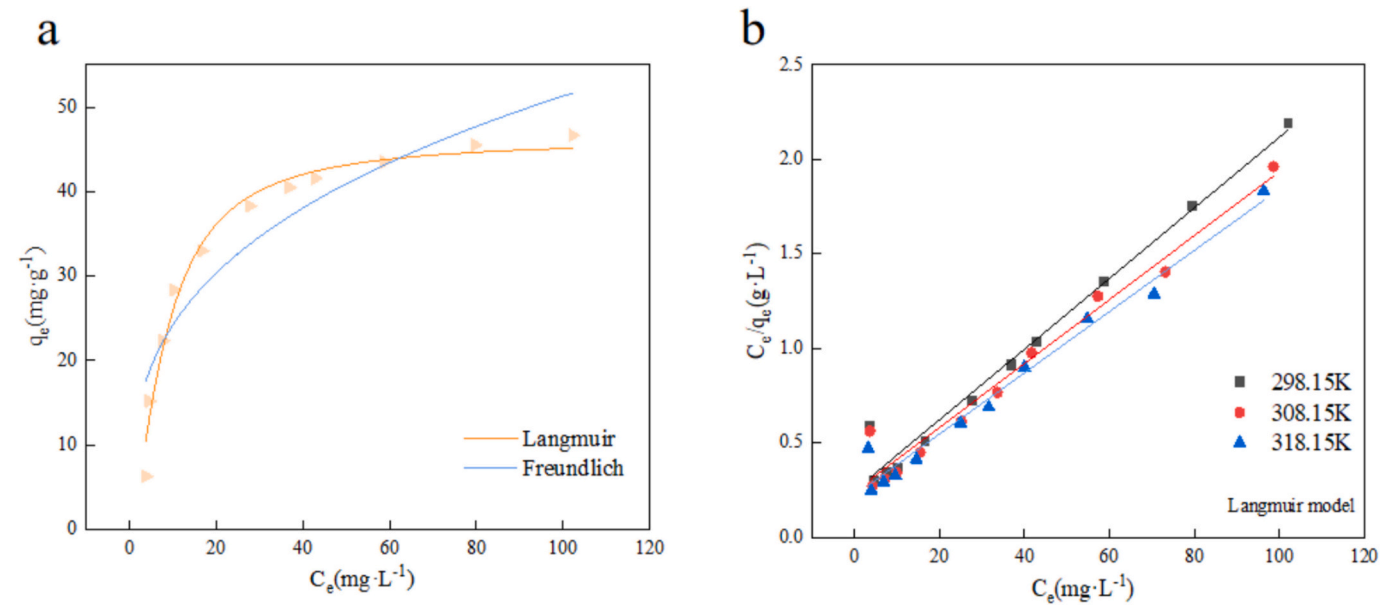 a
50
40
30
20
10
0
qₑ(mg·g⁻¹)
Langmuir
Freundlich
0 20 40 60 80 100 120
Cₑ(mg·L⁻¹)
b
2.5
2.0
1.5
1.0
0.5
0.0
Cₑ/qₑ(g·L⁻¹)
298.15K
308.15K
318.15K
Langmuir model
0 20 40 60 80 100 120
Cₑ(mg·L⁻¹)